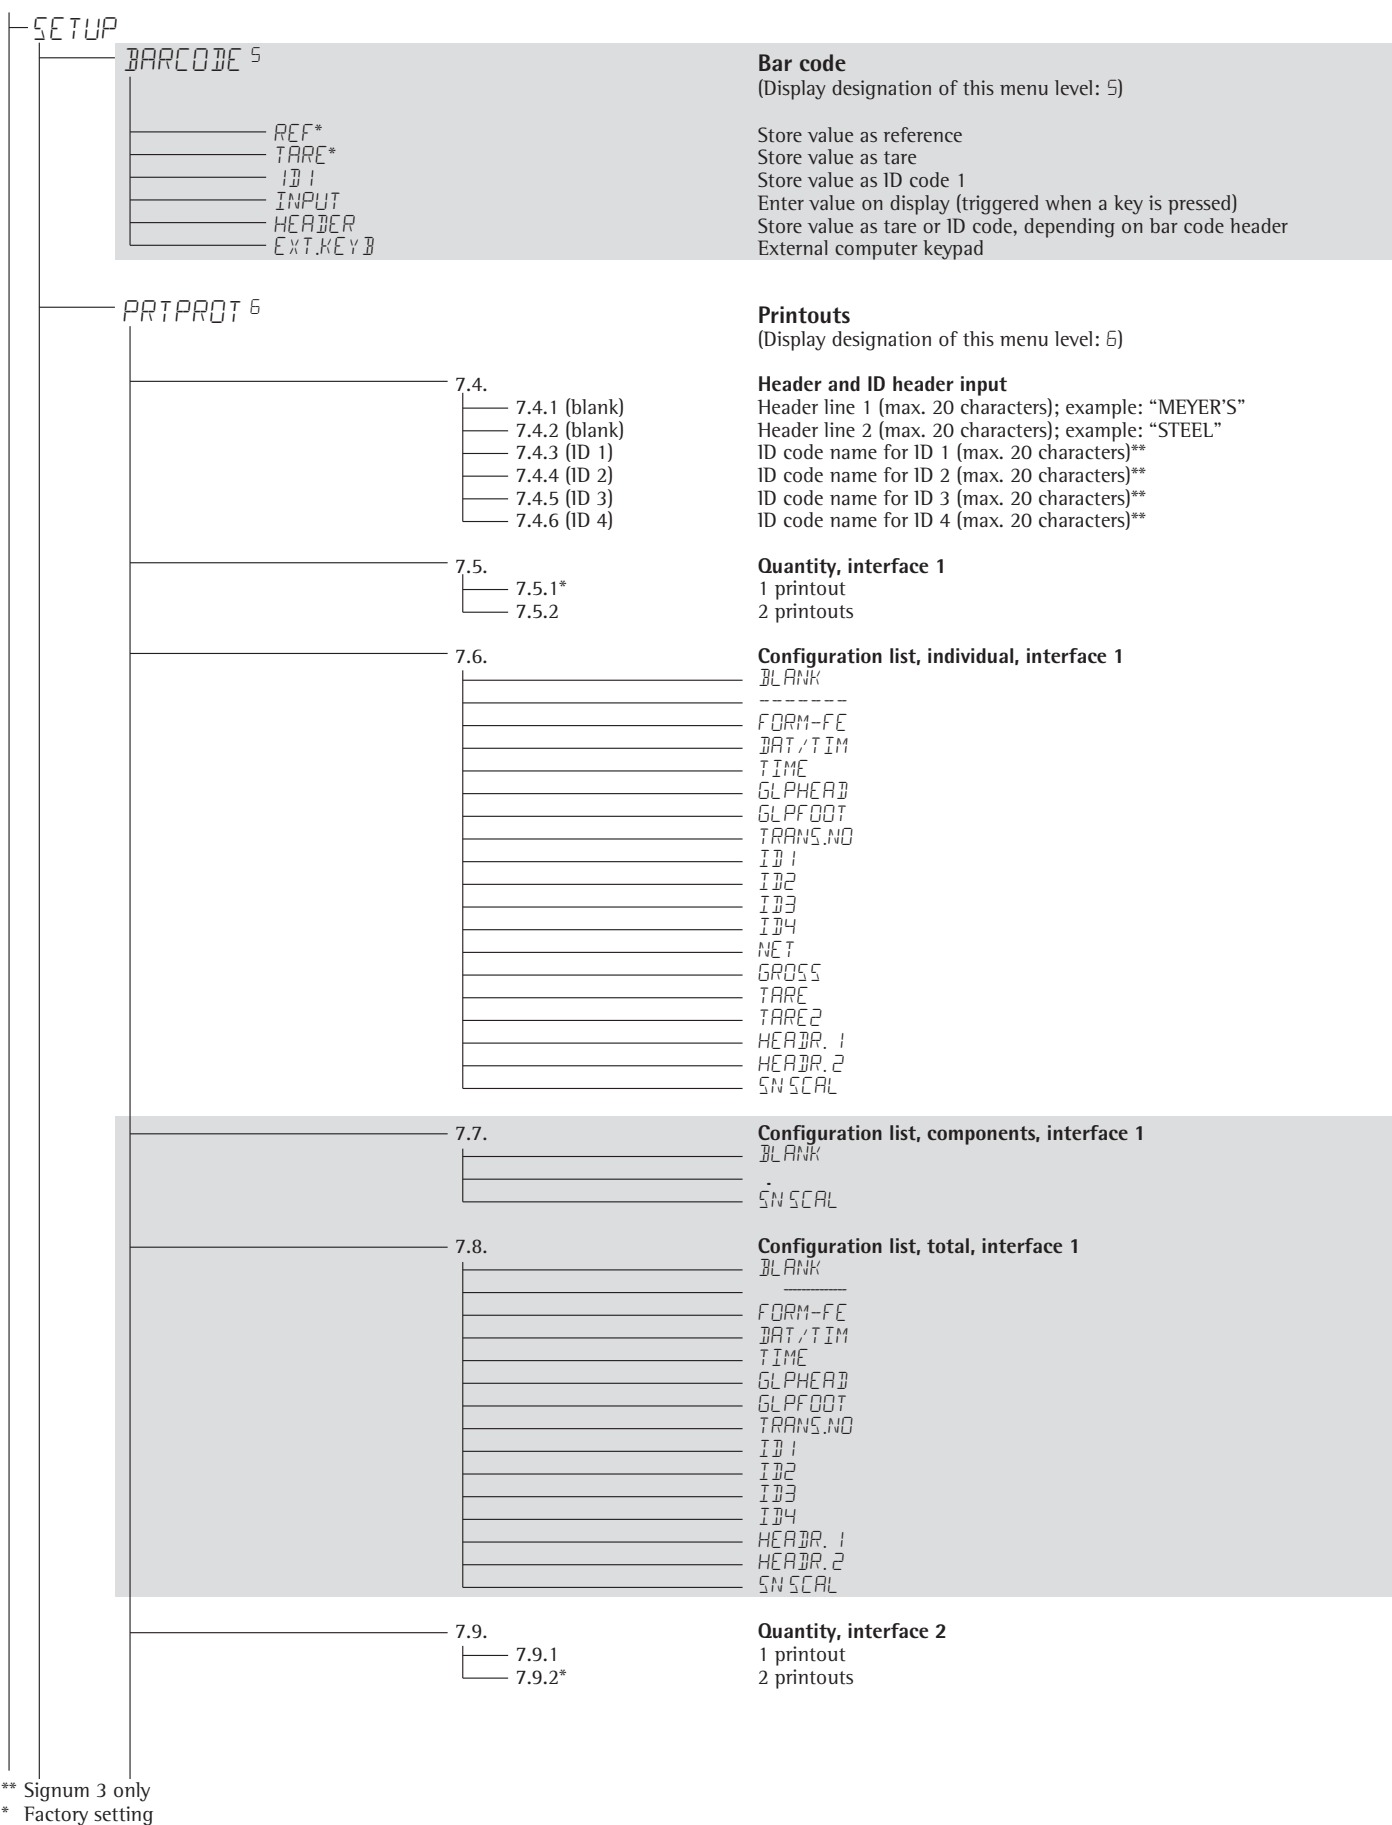 SETUP
BARCODE 5 Bar code
(Display designation of this menu level: 5)
REF* Store value as reference
TARE* Store value as tare
ID1 Store value as ID code 1
INPUT Enter value on display (triggered when a key is pressed)
HEADER Store value as tare or ID code, depending on bar code header
EXT.KEYB External computer keypad
PRTPROT 6 Printouts
(Display designation of this menu level: 6)
7.4. Header and ID header input
7.4.1 (blank) Header line 1 (max. 20 characters); example: “MEYER’S”
7.4.2 (blank) Header line 2 (max. 20 characters); example: “STEEL”
7.4.3 (ID 1) ID code name for ID 1 (max. 20 characters)**
7.4.4 (ID 2) ID code name for ID 2 (max. 20 characters)**
7.4.5 (ID 3) ID code name for ID 3 (max. 20 characters)**
7.4.6 (ID 4) ID code name for ID 4 (max. 20 characters)**
7.5. Quantity, interface 1
7.5.1* 1 printout
7.5.2 2 printouts
7.6. Configuration list, individual, interface 1
BLANK
-------
FORM-FE
DAT/TIM
TIME
GLPHEAD
GLPFOOT
TRANS.NO
ID1
ID2
ID3
ID4
NET
GROSS
TARE
TARE2
HEADR. 1
HEADR.2
SN SCAL
7.7. Configuration list, components, interface 1
BLANK
.
SN SCAL
7.8. Configuration list, total, interface 1
BLANK
-------
FORM-FE
DAT/TIM
TIME
GLPHEAD
GLPFOOT
TRANS.NO
ID1
ID2
ID3
ID4
HEADR. 1
HEADR.2
SN SCAL
7.9. Quantity, interface 2
7.9.1 1 printout
7.9.2* 2 printouts
** Signum 3 only
* Factory setting